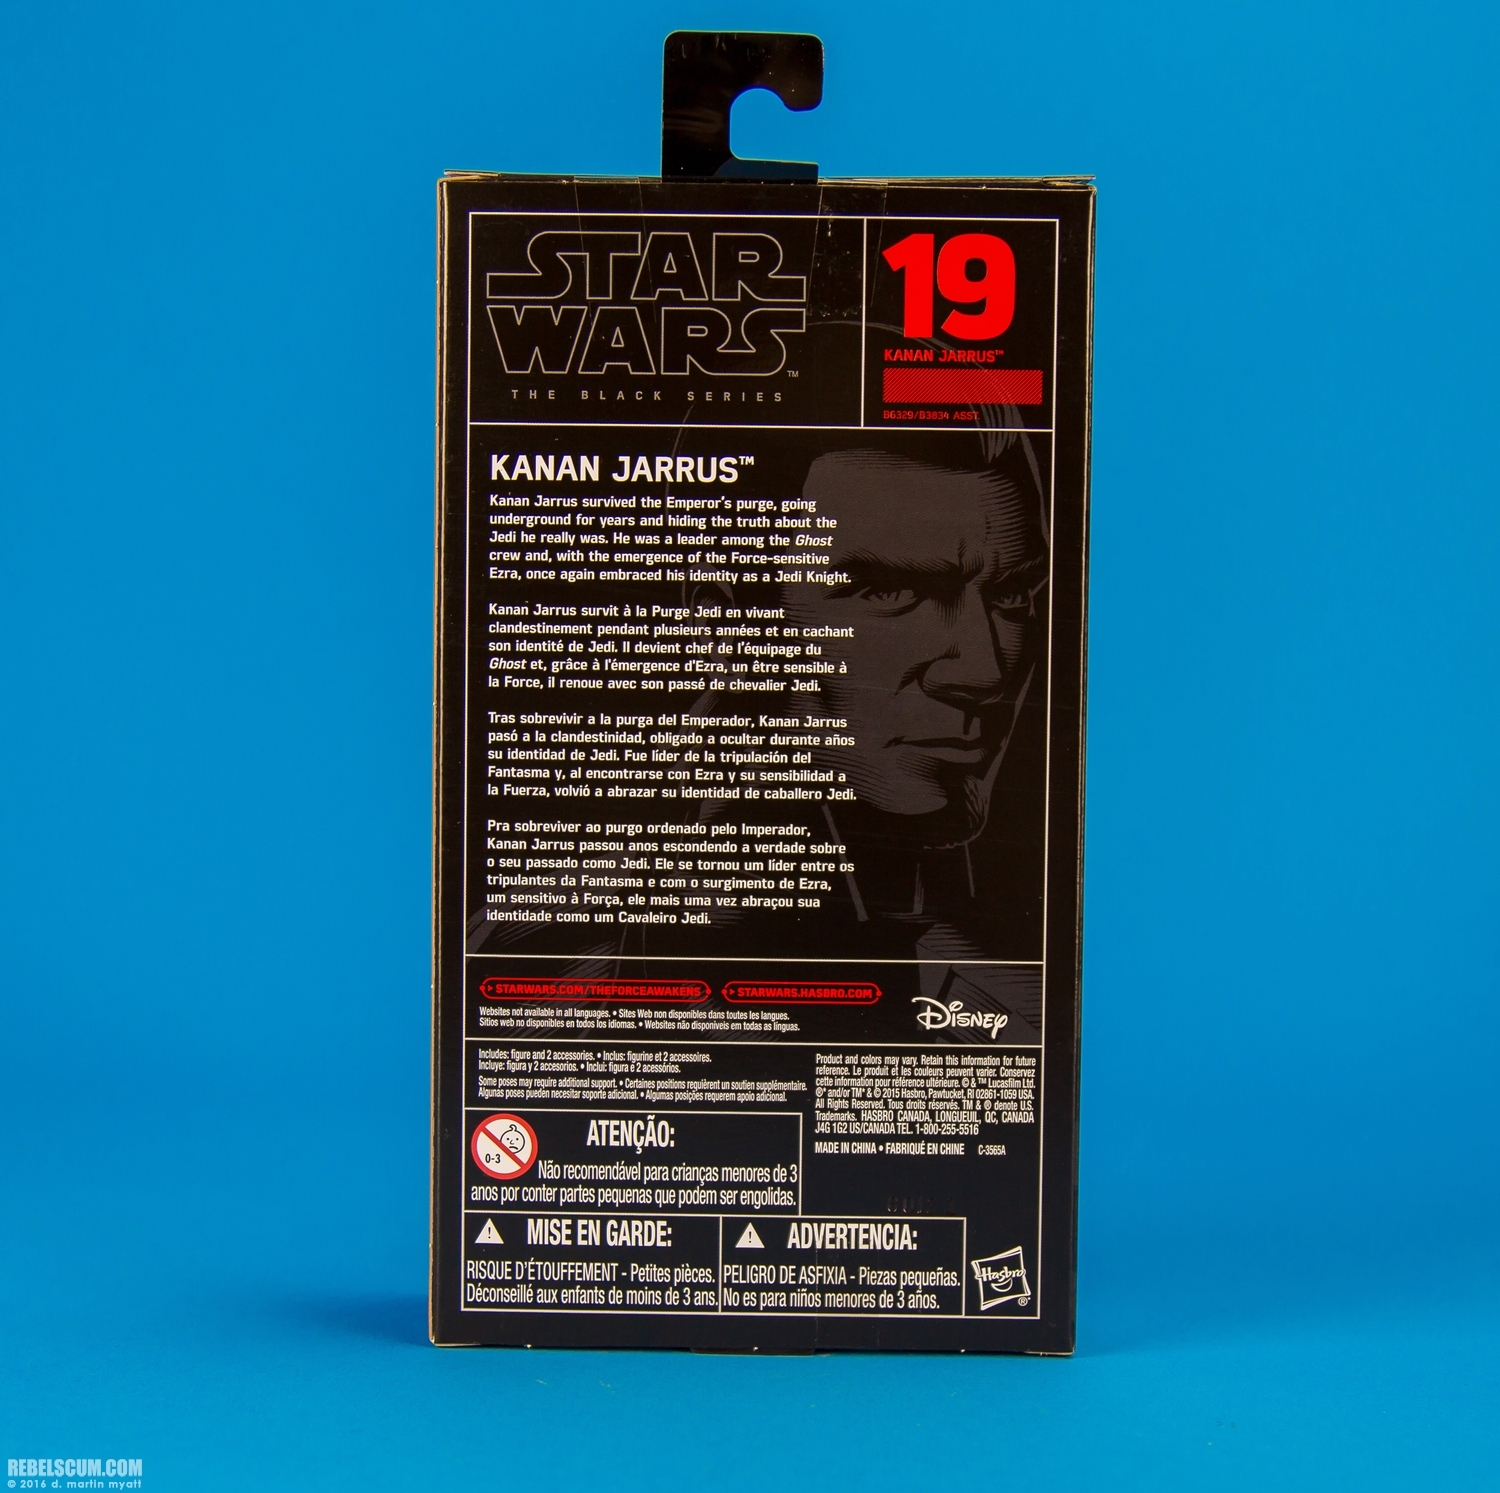 STAR
WARS™
THE BLACK SERIES
19
KANAN JARRUS™
B6329/B3834 ASST.
KANAN JARRUS™
Kanan Jarrus survived the Emperor's purge, going
underground for years and hiding the truth about the
Jedi he really was. He was a leader among the Ghost
crew and, with the emergence of the Force-sensitive
Ezra, once again embraced his identity as a Jedi Knight.
Kanan Jarrus survit à la Purge Jedi en vivant
clandestinement pendant plusieurs années et en cachant
son identité de Jedi. Il devient chef de l'équipage du
Ghost et, grâce à l'émergence d'Ezra, un être sensible à
la Force, il renoue avec son passé de chevalier Jedi.
Tras sobrevivir a la purga del Emperador, Kanan Jarrus
pasó a la clandestinidad, obligado a ocultar durante años
su identidad de Jedi. Fue líder de la tripulación del
Fantasma y, al encontrarse con Ezra y su sensibilidad a
la Fuerza, volvió a abrazar su identidad de caballero Jedi.
Pra sobreviver ao purgo ordenado pelo Imperador,
Kanan Jarrus passou anos escondendo a verdade sobre
o seu passado como Jedi. Ele se tornou um líder entre os
tripulantes da Fantasma e com o surgimento de Ezra,
um sensitivo à Força, ele mais uma vez abraçou sua
identidade como um Cavaleiro Jedi.
STARWARS.COM/THEFORCEAWAKENS
STARWARS.HASBRO.COM
Websites not available in all languages. • Sites Web non disponibles dans toutes les langues.
Sitios web no disponibles en todos los idiomas. • Websites não disponíveis em todas as línguas.
Disney
Includes: figure and 2 accessories. • Inclus: figurine et 2 accessoires.
Incluye: figura y 2 accesorios. • Inclui: figura e 2 acessórios.
Some poses may require additional support. • Certaines positions requièrent un soutien supplémentaire.
Algunas poses pueden necesitar soporte adicional. • Algumas posições requerem apoio adicional.
Product and colors may vary. Retain this information for future
reference. Le produit et les couleurs peuvent varier. Conservez
cette information pour référence ultérieure. © & ™ Lucasfilm Ltd.
®* and/or TM* & © 2015 Hasbro, Pawtucket, RI 02861-1059 USA.
All Rights Reserved. Tous droits réservés. TM & ® denote U.S.
Trademarks. HASBRO CANADA, LONGUEUIL, QC, CANADA
J4G 1G2 US/CANADA TEL. 1-800-255-5516
MADE IN CHINA • FABRIQUÉ EN CHINE C-3565A
0-3
ATENÇÃO:
Não recomendável para crianças menores de 3
anos por conter partes pequenas que podem ser engolidas.
MISE EN GARDE:
RISQUE D'ÉTOUFFEMENT - Petites pièces.
Déconseillé aux enfants de moins de 3 ans.
ADVERTENCIA:
PELIGRO DE ASFIXIA - Piezas pequeñas.
No es para niños menores de 3 años.
Hasbro®
REBELSCUM.COM
© 2016 d. martin myatt